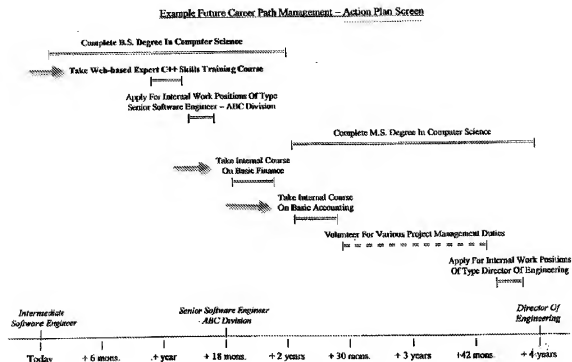 Example Future Career Path Management – Action Plan Screen
Complete B.S. Degree In Computer Science
Take Web-based Expert C++ Skills Training Course
Apply For Internal Work Positions Of Type
Senior Software Engineer – ABC Division
Complete M.S. Degree In Computer Science
Take Internal Course
On Basic Finance
Take Internal Course
On Basic Accounting
Volunteer For Various Project Management Duties
Apply For Internal Work Positions
Of Type Director Of Engineering
Intermediate
Software Engineer
Senior Software Engineer
- ABC Division
Director Of
Engineering
Today
+ 6 mons.
+ year
+ 18 mons.
+ 2 years
+ 30 mons.
+ 3 years
+42 mons.
+ 4 years